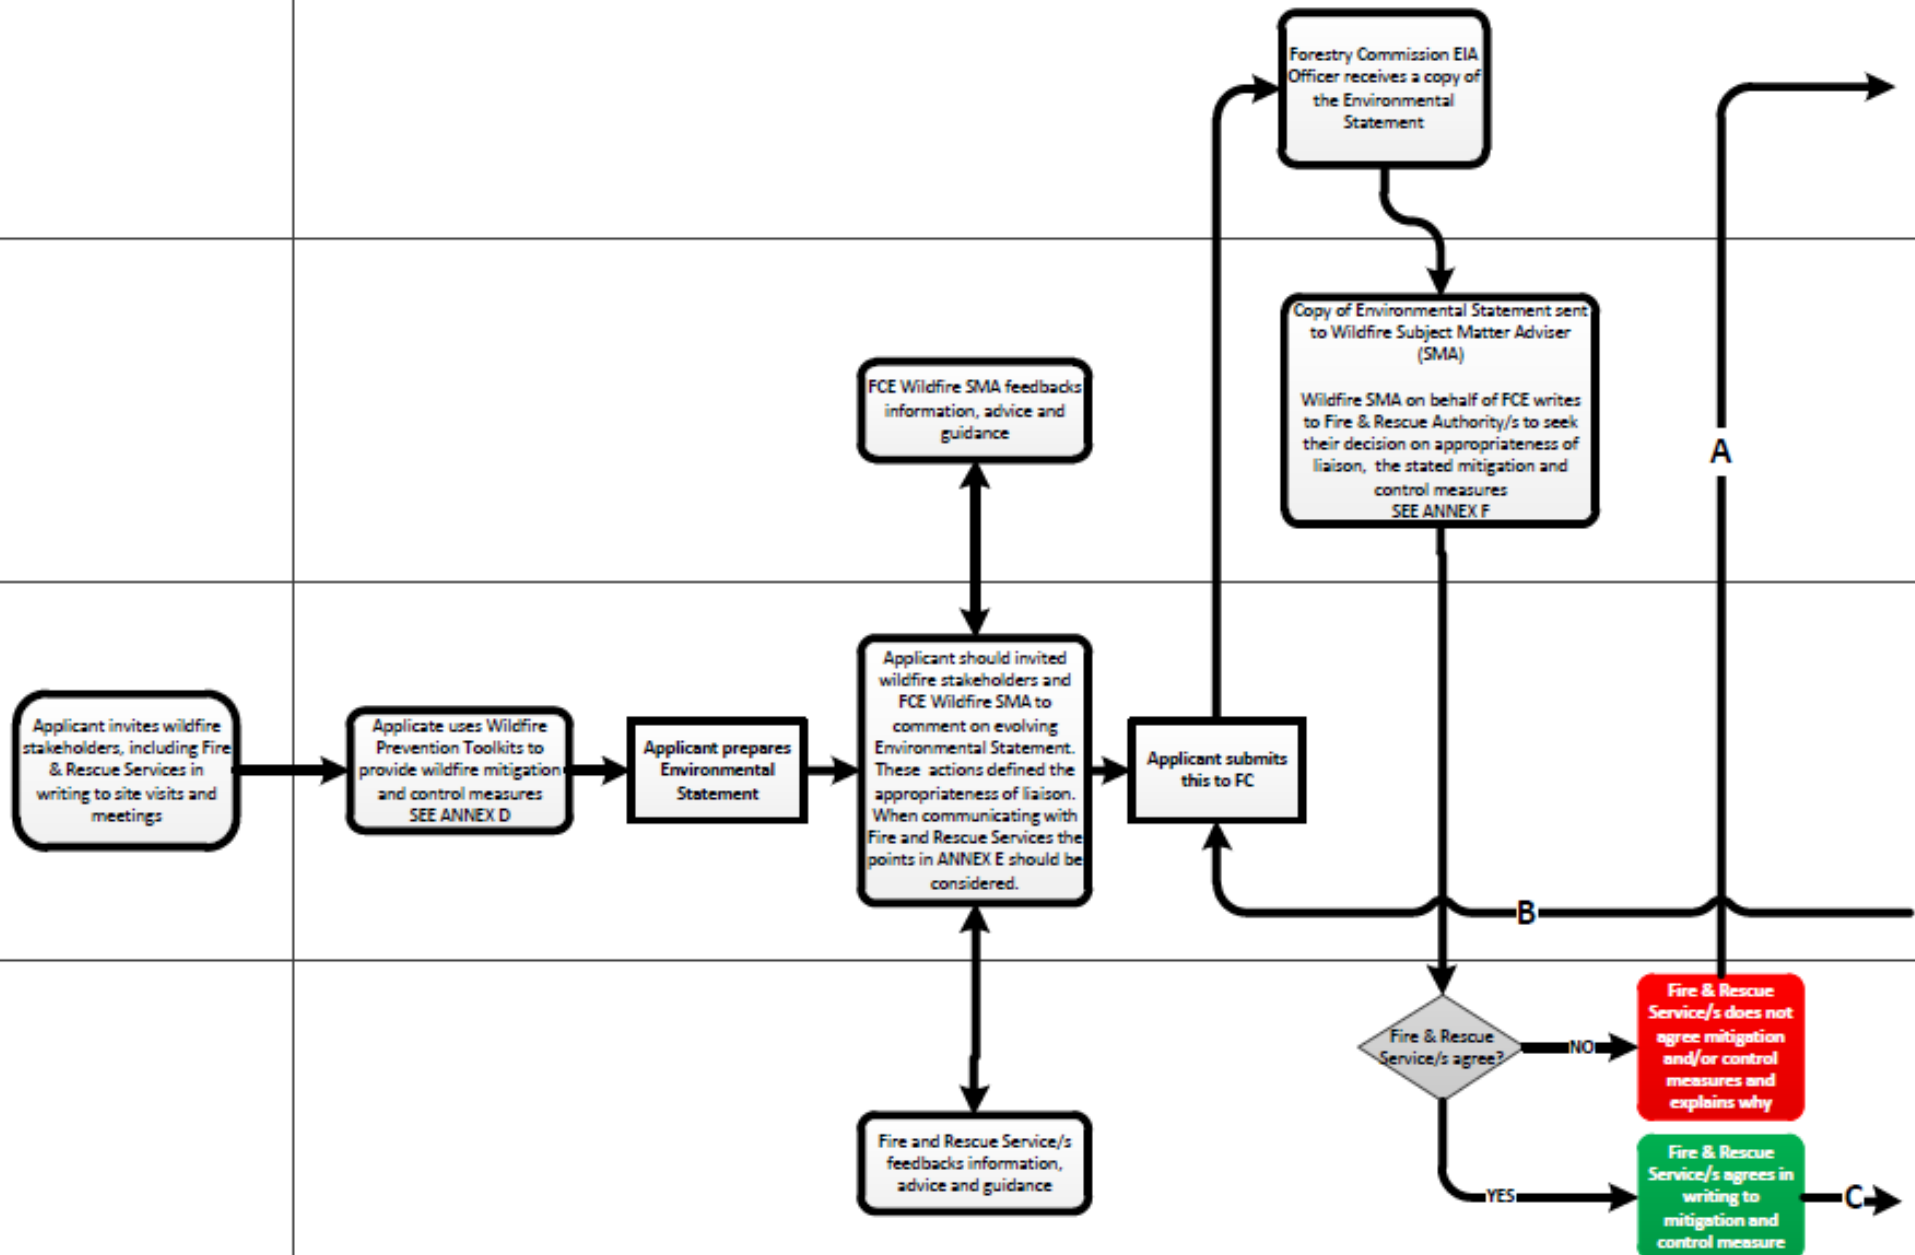 Forestry Commission EIA
Officer receives a copy of
the Environmental
Statement
Copy of Environmental Statement sent
to Wildfire Subject Matter Adviser
(SMA)
Wildfire SMA on behalf of FCE writes
to Fire & Rescue Authority/s to seek
their decision on appropriateness of
liaison, the stated mitigation and
control measures
SEE ANNEX F
A
FCE Wildfire SMA feedbacks
information, advice and
guidance
Applicant invites wildfire
stakeholders, including Fire
& Rescue Services in
writing to site visits and
meetings
Applicate uses Wildfire
Prevention Toolkits to
provide wildfire mitigation
and control measures
SEE ANNEX D
Applicant prepares
Environmental
Statement
Applicant should invited
wildfire stakeholders and
FCE Wildfire SMA to
comment on evolving
Environmental Statement.
These actions defined the
appropriateness of liaison.
When communicating with
Fire and Rescue Services the
points in ANNEX E should be
considered.
Applicant submits
this to FC
B
Fire & Rescue
Service/s agree?
NO
Fire & Rescue
Service/s does not
agree mitigation
and/or control
measures and
explains why
Fire and Rescue Service/s
feedbacks information,
advice and guidance
YES
Fire & Rescue
Service/s agrees in
writing to
mitigation and
control measure
C